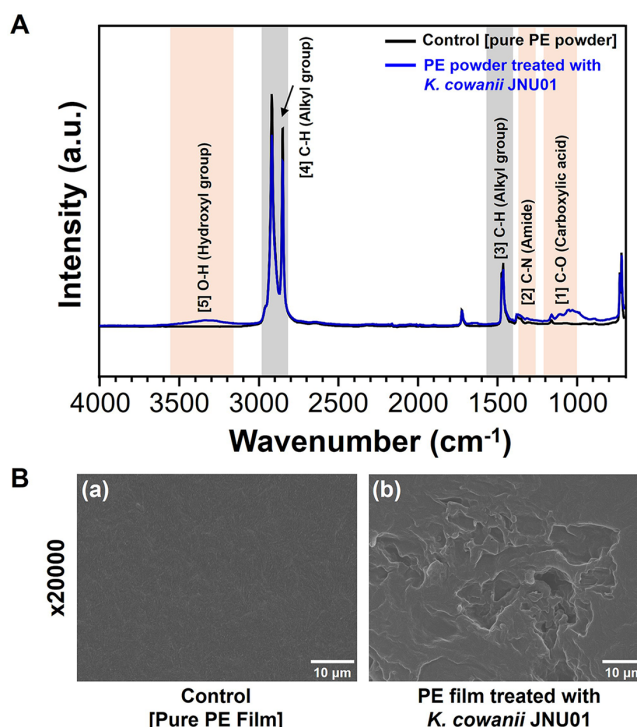 A
Control [pure PE powder]
PE powder treated with
K. cowanii JNU01
[5] O-H (Hydroxyl group)
[4] C-H (Alkyl group)
[3] C-H (Alkyl group)
[2] C-N (Amide)
[1] C-O (Carboxylic acid)
Intensity (a.u.)
4000 3500 3000 2500 2000 1500 1000
Wavenumber (cm-1)
B
(a)
(b)
x20000
10 µm
10 µm
Control
[Pure PE Film]
PE film treated with
K. cowanii JNU01